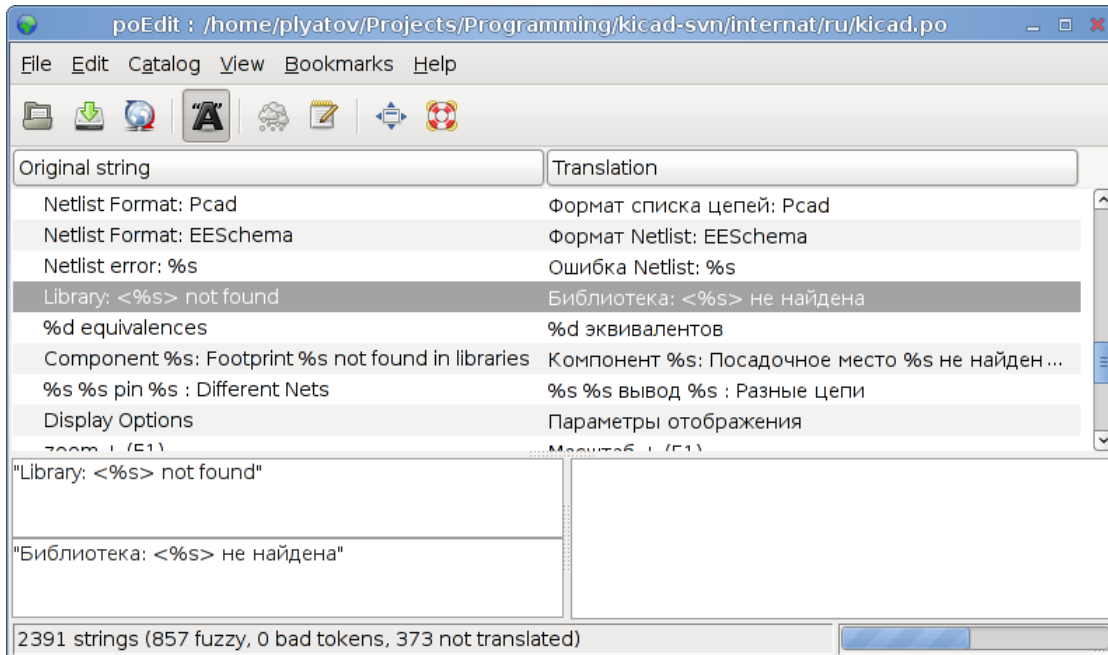 poEdit : /home/plyatov/Projects/Programming/kicad-svn/internat/ru/kicad.po
File Edit Catalog View Bookmarks Help
"A"
Original string Translation
Netlist Format: Pcad Формат списка цепей: Pcad
Netlist Format: EESchema Формат Netlist: EESchema
Netlist error: %s Ошибка Netlist: %s
Library: <%s> not found Библиотека: <%s> не найдена
%d equivalences %d эквивалентов
Component %s: Footprint %s not found in libraries Компонент %s: Посадочное место %s не найден ...
%s %s pin %s : Different Nets %s %s вывод %s : Разные цепи
Display Options Параметры отображения
zoom + (F1) Масштаб + (F1)
"Library: <%s> not found"
"Библиотека: <%s> не найдена"
2391 strings (857 fuzzy, 0 bad tokens, 373 not translated)